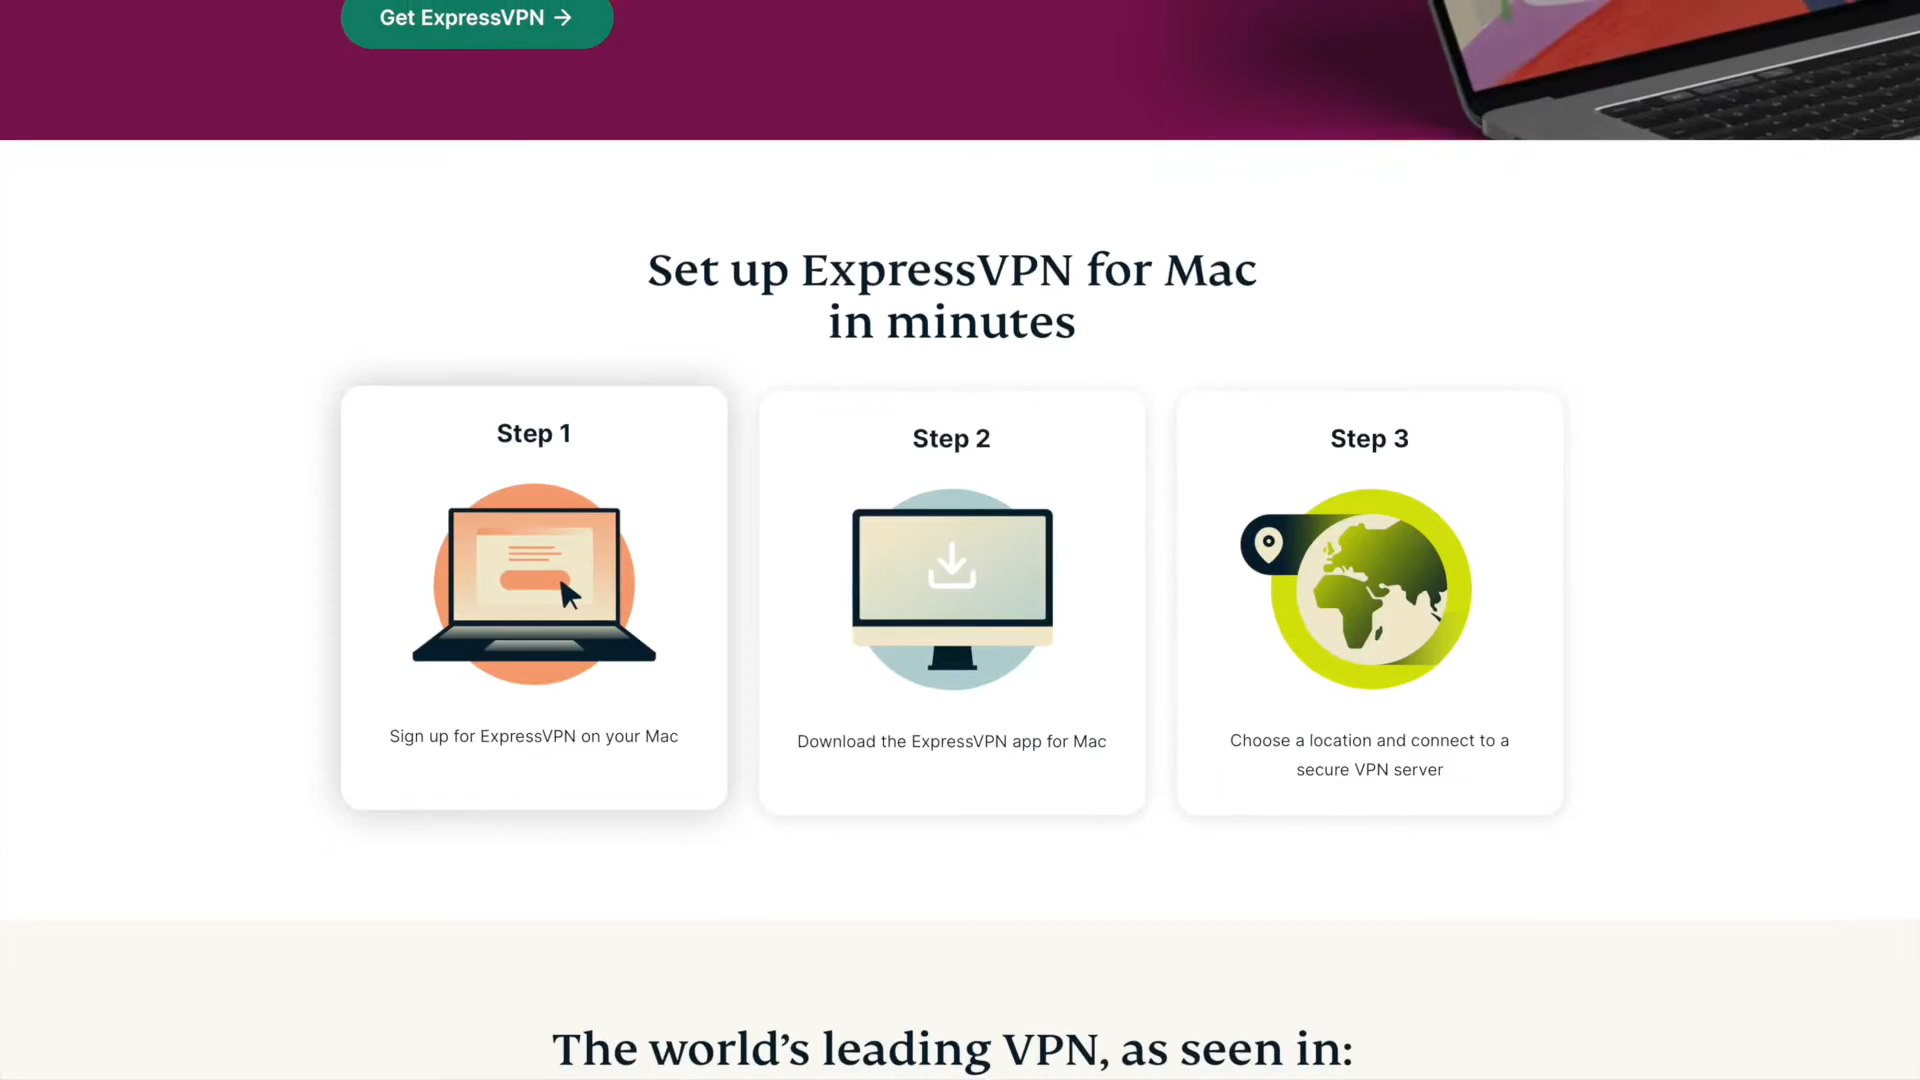 Get ExpressVPN →
Set up ExpressVPN for Mac
in minutes
Step 1
Sign up for ExpressVPN on your Mac
Step 2
Download the ExpressVPN app for Mac
Step 3
Choose a location and connect to a
secure VPN server
The world’s leading VPN, as seen in: